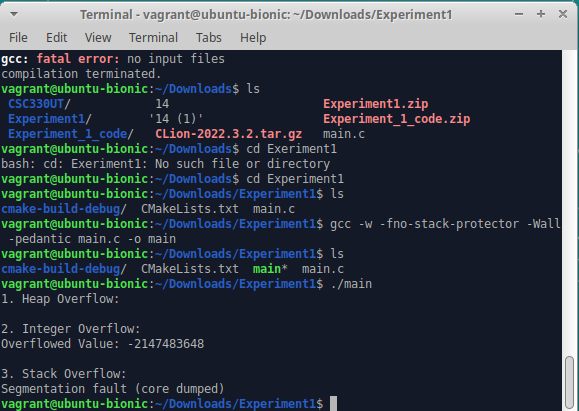 Terminal - vagrant@ubuntu-bionic: ~/Downloads/Experiment1
File Edit View Terminal Tabs Help
gcc: fatal error: no input files
compilation terminated.
vagrant@ubuntu-bionic:~/Downloads$ ls
CSC330UT/ 14 Experiment1.zip
Experiment1/ '14 (1)' Experiment_1_code.zip
Experiment_1_code/ CLion-2022.3.2.tar.gz main.c
vagrant@ubuntu-bionic:~/Downloads$ cd Exeriment1
bash: cd: Exeriment1: No such file or directory
vagrant@ubuntu-bionic:~/Downloads$ cd Experiment1
vagrant@ubuntu-bionic:~/Downloads/Experiment1$ ls
cmake-build-debug/ CMakeLists.txt main.c
vagrant@ubuntu-bionic:~/Downloads/Experiment1$ gcc -w -fno-stack-protector -Wall
-pedantic main.c -o main
vagrant@ubuntu-bionic:~/Downloads/Experiment1$ ls
cmake-build-debug/ CMakeLists.txt main* main.c
vagrant@ubuntu-bionic:~/Downloads/Experiment1$ ./main
1. Heap Overflow:
2. Integer Overflow:
Overflowed Value: -2147483648
3. Stack Overflow:
Segmentation fault (core dumped)
vagrant@ubuntu-bionic:~/Downloads/Experiment1$